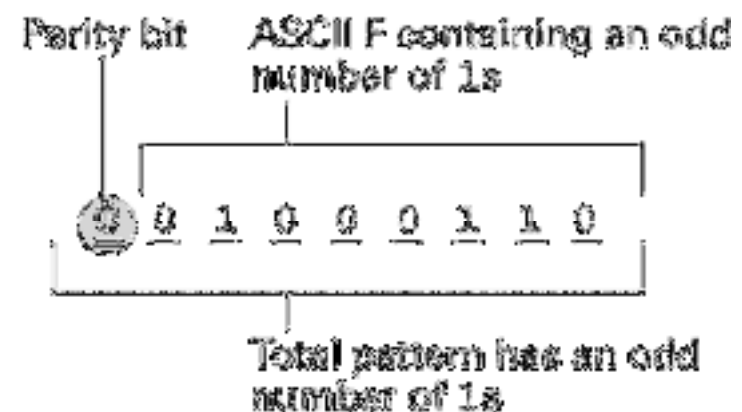 Parity bit
ASCII F containing an odd
number of 1s
0 0 1 0 0 0 1 1 0
Total pattern has an odd
number of 1s